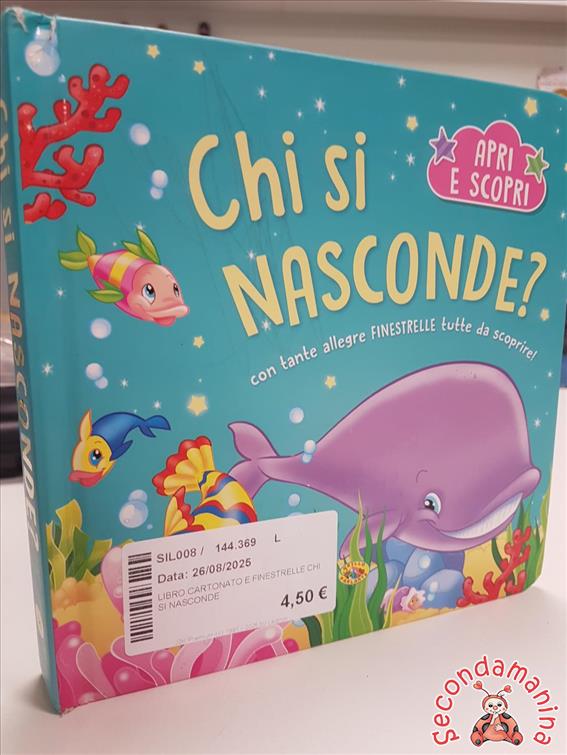 Chi si
NASCONDE?
APRI
E SCOPRI
con tante allegre FINESTRELLE tutte da scoprire!
Chi si NASCONDE?
SIL008 / 144.369 L
Data: 26/08/2025
LIBRO CARTONATO E FINESTRELLE CHI
SI NASCONDE
4,50 €
Secondamanina